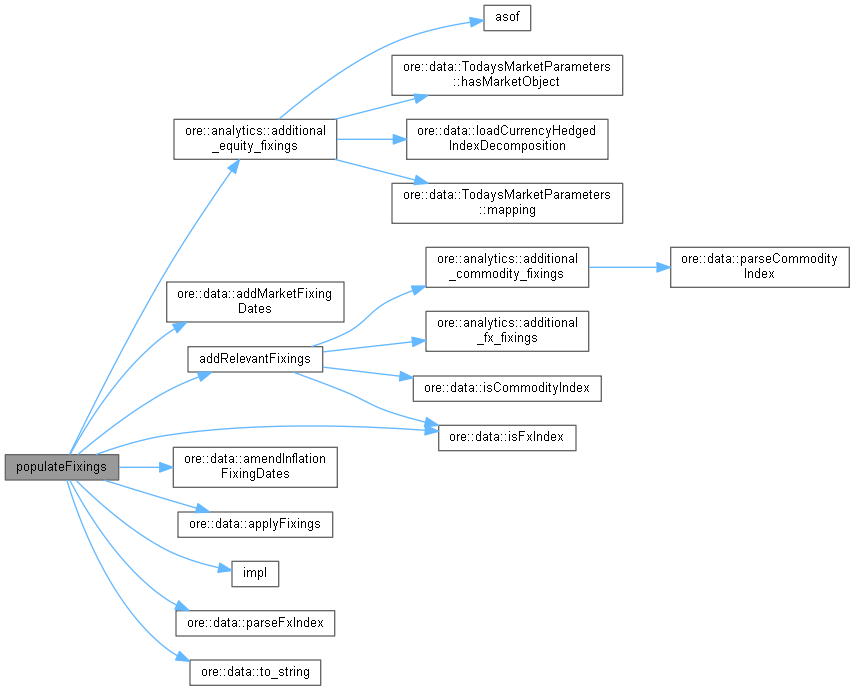 asof
ore::data::TodaysMarketParameters
::hasMarketObject
ore::analytics::additional
_equity_fixings
ore::data::loadCurrencyHedged
IndexDecomposition
ore::data::TodaysMarketParameters
::mapping
ore::analytics::additional
_commodity_fixings
ore::data::parseCommodity
Index
ore::data::addMarketFixing
Dates
ore::analytics::additional
_fx_fixings
addRelevantFixings
ore::data::isCommodityIndex
ore::data::isFxIndex
populateFixings
ore::data::amendInflation
FixingDates
ore::data::applyFixings
impl
ore::data::parseFxIndex
ore::data::to_string